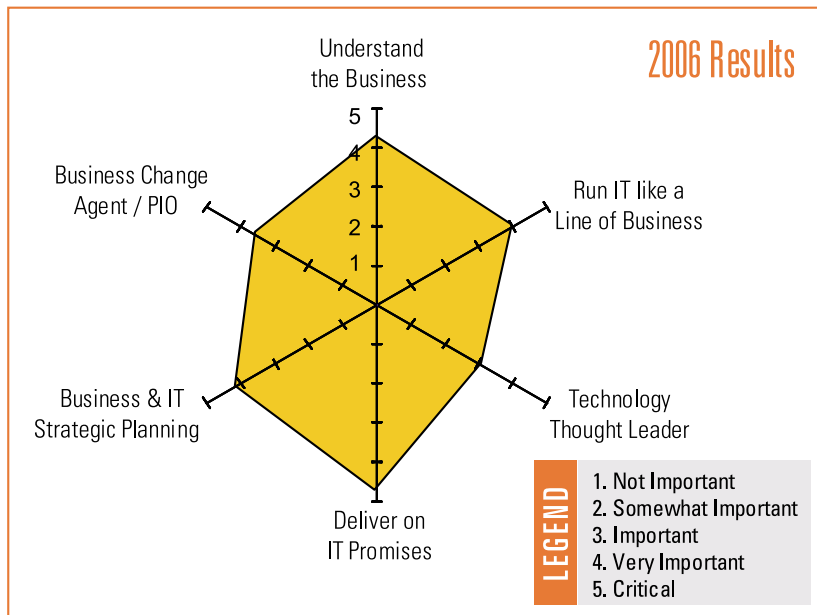 2006 Results
Understand
the Business
5
4
3
2
1
Business Change
Agent / PIO
Run IT like a
Line of Business
Business & IT
Strategic Planning
Technology
Thought Leader
Deliver on
IT Promises
LEGEND
1. Not Important
2. Somewhat Important
3. Important
4. Very Important
5. Critical